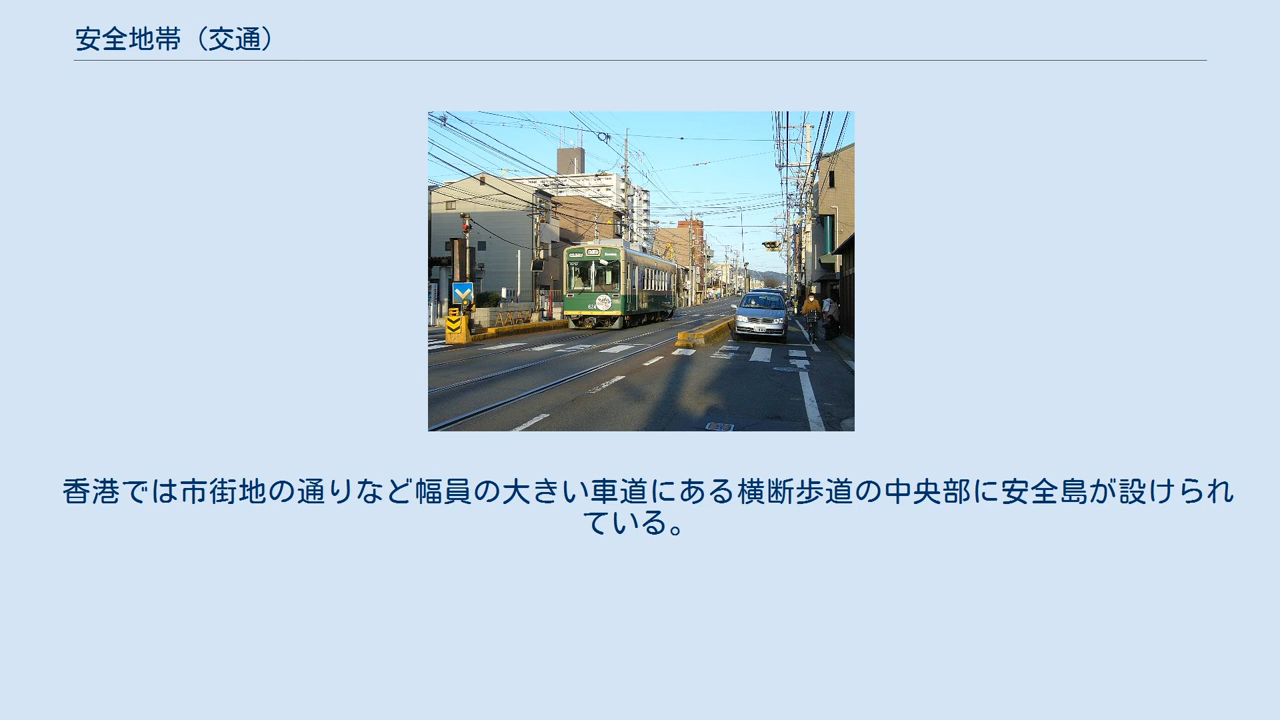 安全地帯（交通）
香港では市街地の通りなど幅員の大きい車道にある横断歩道の中央部に安全島が設けられ
ている。